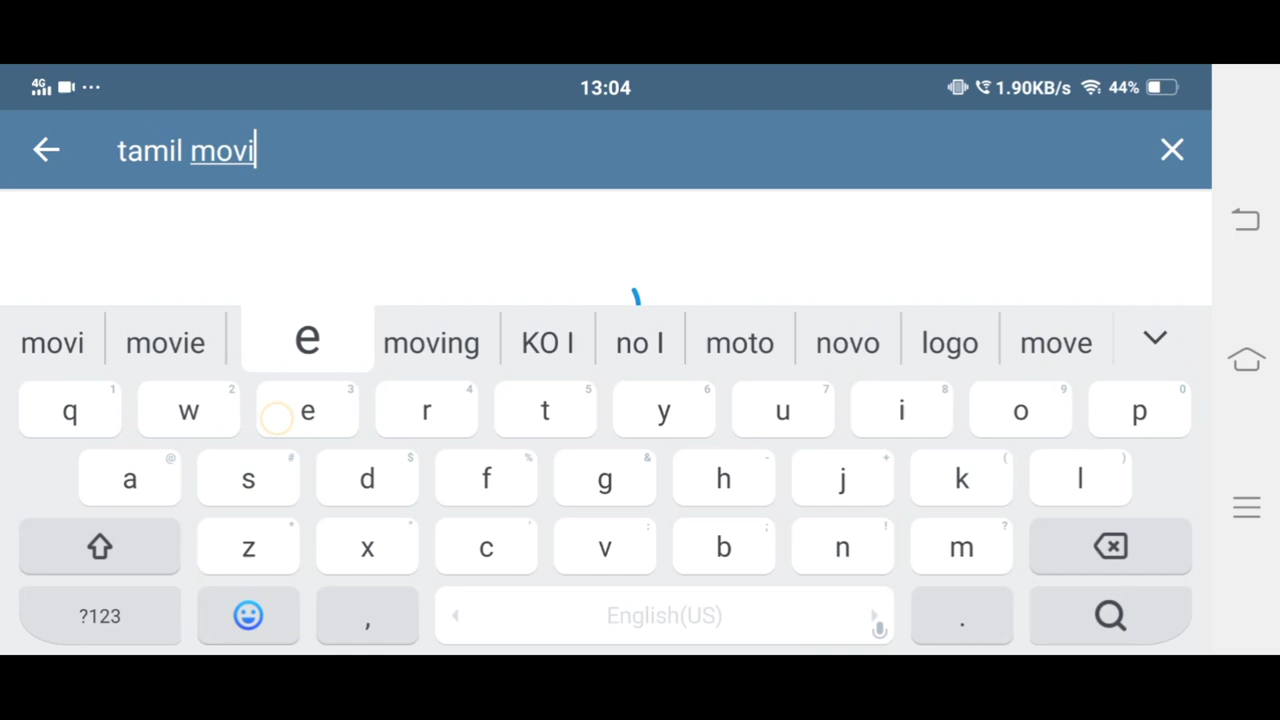 4G ... 13:04 1.90KB/s 44%
tamil movi
movi movie e moving KO I no I moto novo logo move
1 2 3 4 5 6 7 8 9 0
q w e r t y u i o p
@ # $ % & - + ( )
a s d f g h j k l
* " ' : ; ! ?
z x c v b n m
?123 , English(US) .